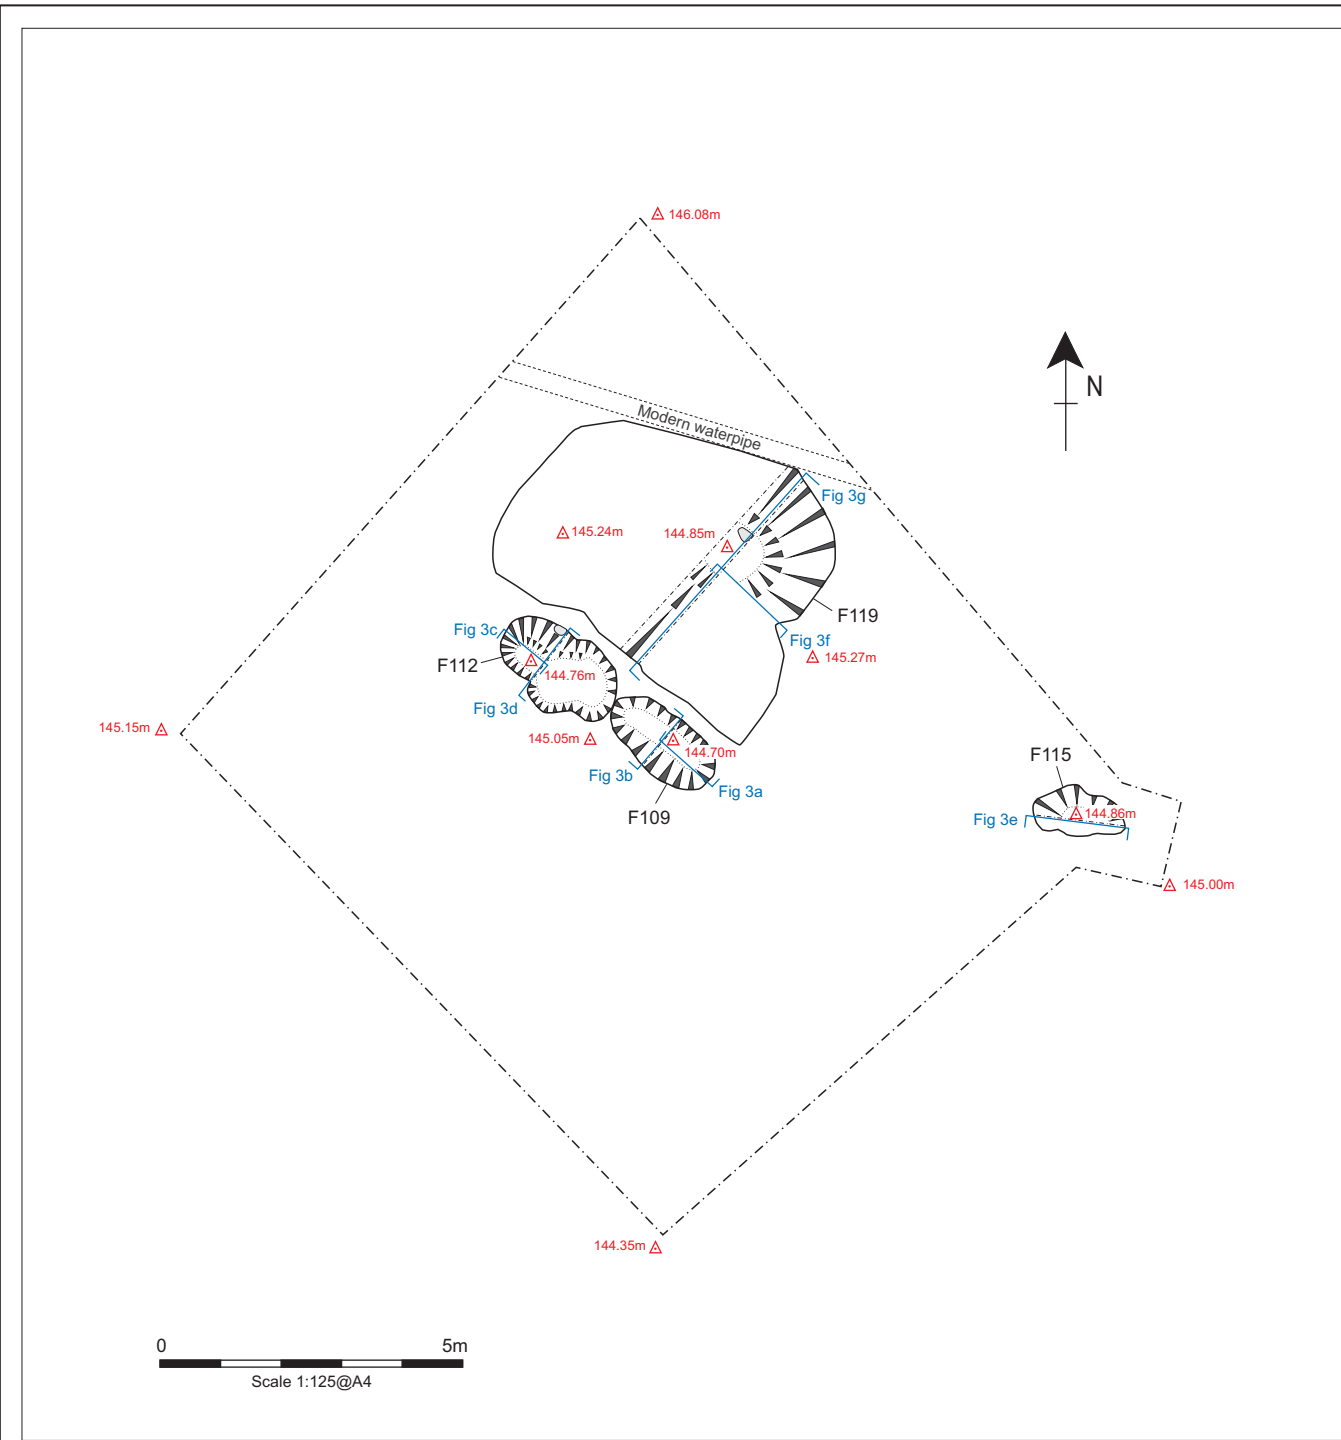 146.08m
N
Modern waterpipe
Fig 3g
145.24m
144.85m
F119
Fig 3c
Fig 3f
F112
145.27m
144.76m
Fig 3d
145.15m
145.05m
144.70m
F115
Fig 3b
Fig 3a
F109
Fig 3e
144.86m
145.00m
144.35m
0 5m
Scale 1:125@A4